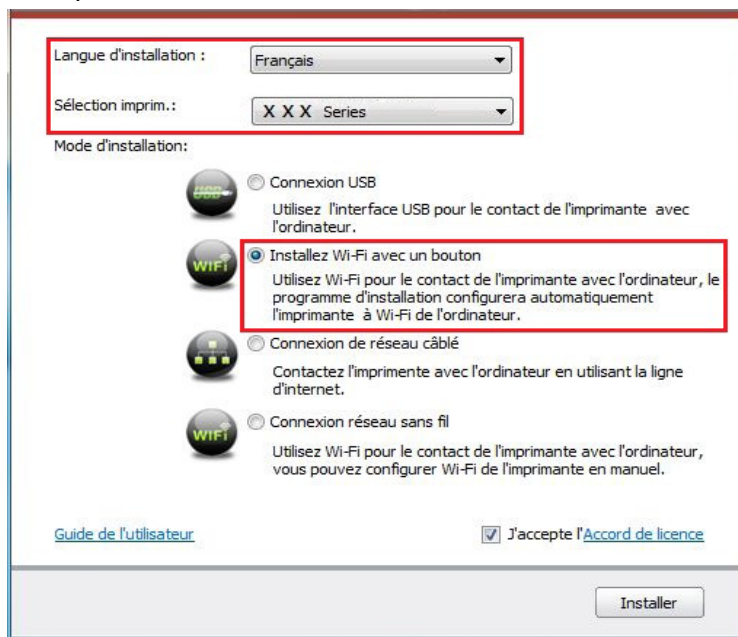 Langue d'installation :
Français
Sélection imprim.:
X X X Series
Mode d'installation:
USB
Connexion USB
Utilisez l'interface USB pour le contact de l'imprimante avec
l'ordinateur.
WiFi
Installez Wi-Fi avec un bouton
Utilisez Wi-Fi pour le contact de l'imprimante avec l'ordinateur, le
programme d'installation configurera automatiquement
l'imprimante à Wi-Fi de l'ordinateur.
Connexion de réseau câblé
Contactez l'imprimente avec l'ordinateur en utilisant la ligne
d'internet.
WiFi
Connexion réseau sans fil
Utilisez Wi-Fi pour le contact de l'imprimante avec l'ordinateur,
vous pouvez configurer Wi-Fi de l'imprimante en manuel.
Guide de l'utilisateur
J'accepte l'Accord de licence
Installer